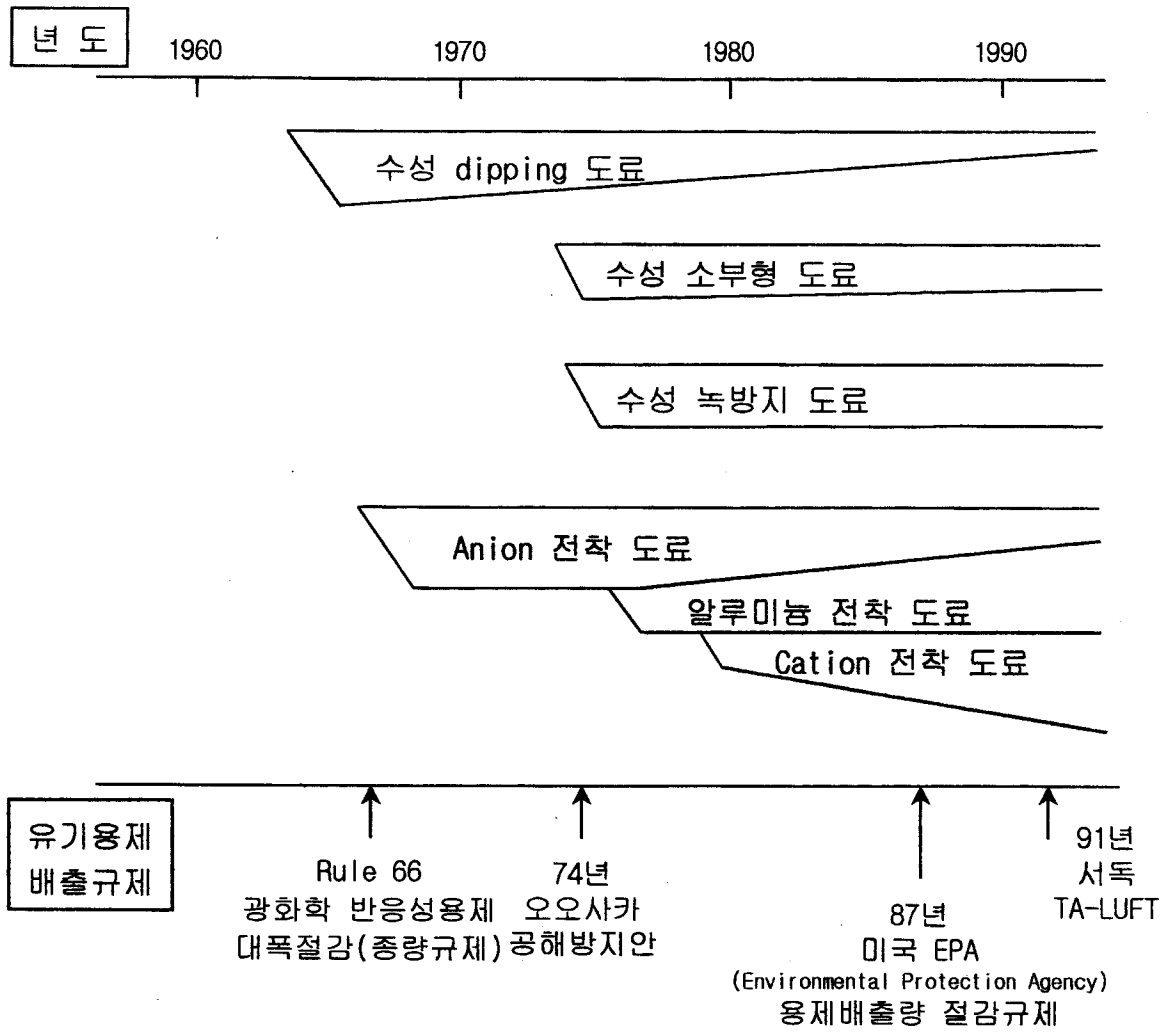 년 도
1960 1970 1980 1990
수성 dipping 도료
수성 소부형 도료
수성 녹방지 도료
Anion 전착 도료
알루미늄 전착 도료
Cation 전착 도료
유기용제
배출규제
Rule 66
광화학 반응성용제
대폭절감(종량규제)
74년
오오사카
공해방지안
87년
미국 EPA
(Environmental Protection Agency)
용제배출량 절감규제
91년
서독
TA-LUFT